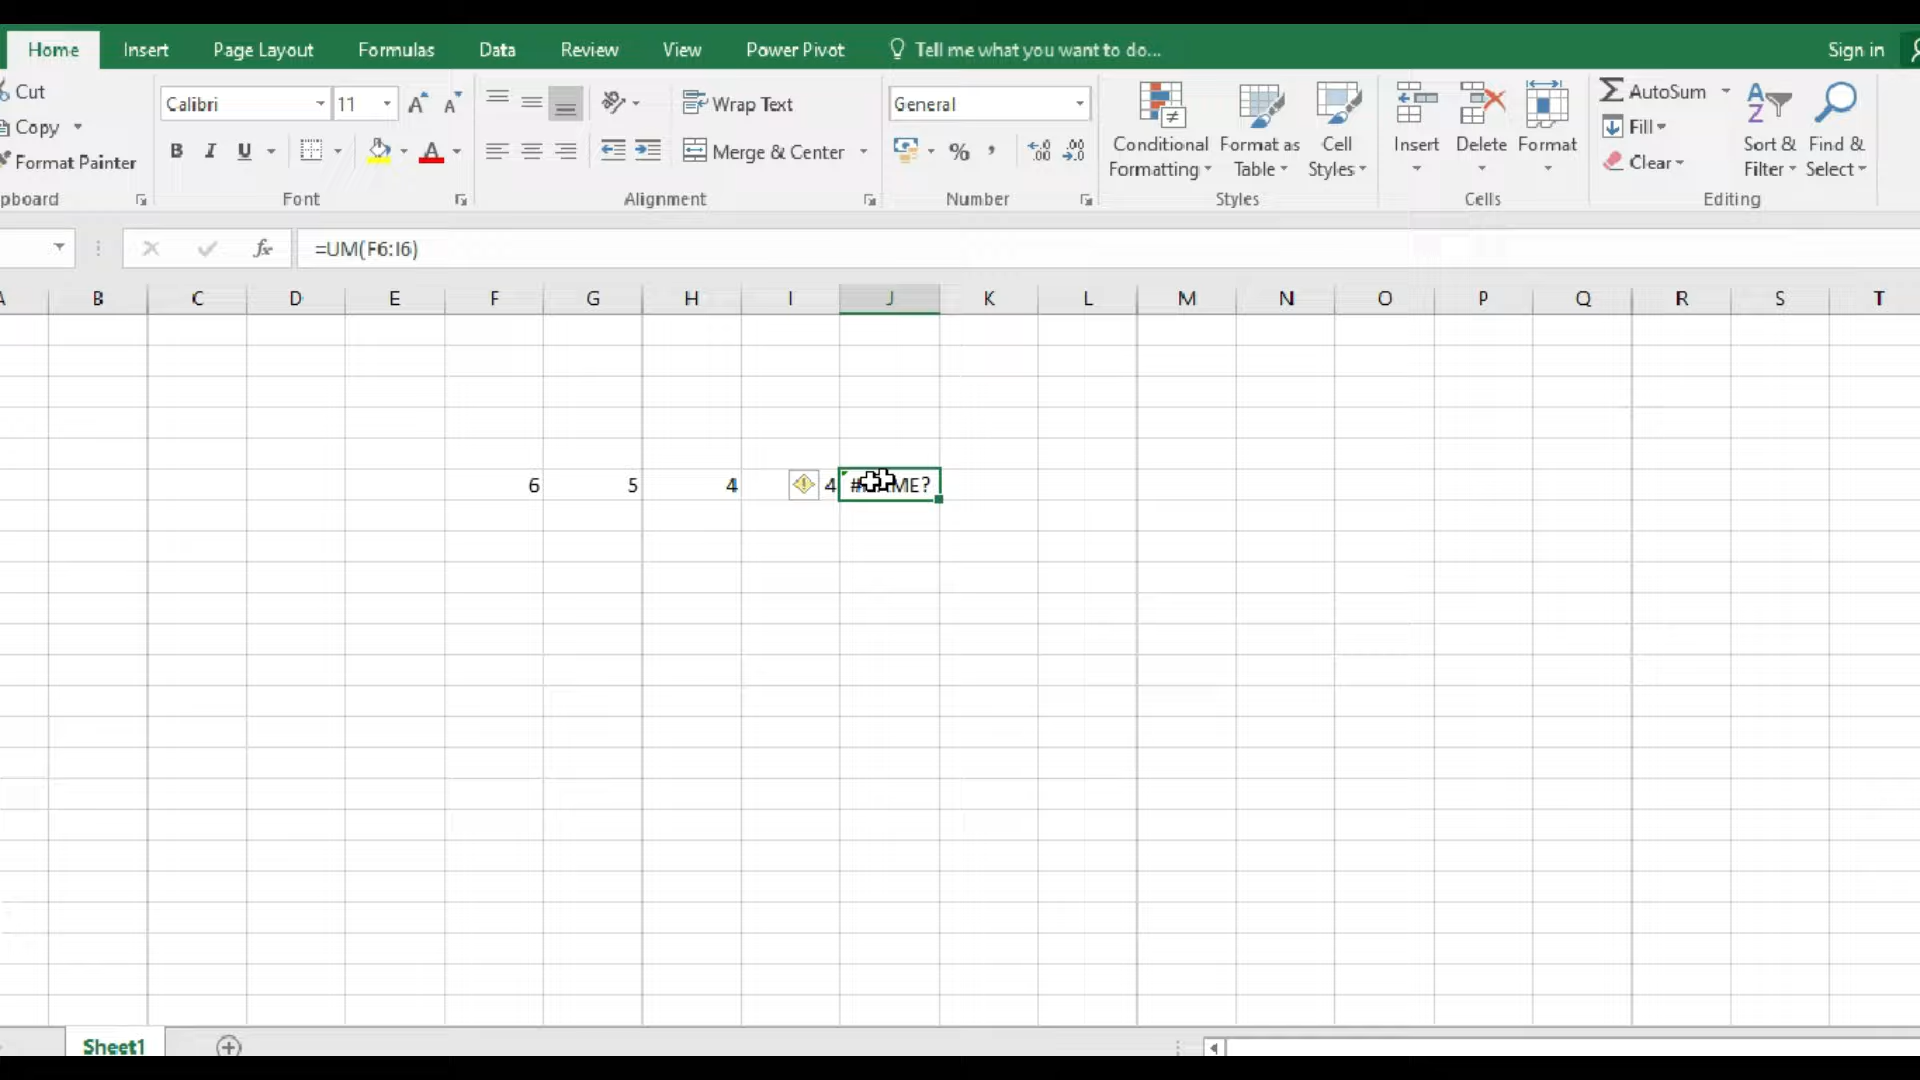 Home Insert Page Layout Formulas Data Review View Power Pivot Tell me what you want to do... Sign in
Cut
Copy
Format Painter
pboard
Calibri 11
B I U
Font
Wrap Text
Merge & Center
Alignment
General
% ,
Number
Conditional Formatting
Format as Table
Cell Styles
Styles
Insert
Delete
Format
Cells
AutoSum
Fill
Clear
Sort & Filter
Find & Select
Editing
fx =UM(F6:I6)
A B C D E F G H I J K L M N O P Q R S T
6 5 4 4
Sheet1